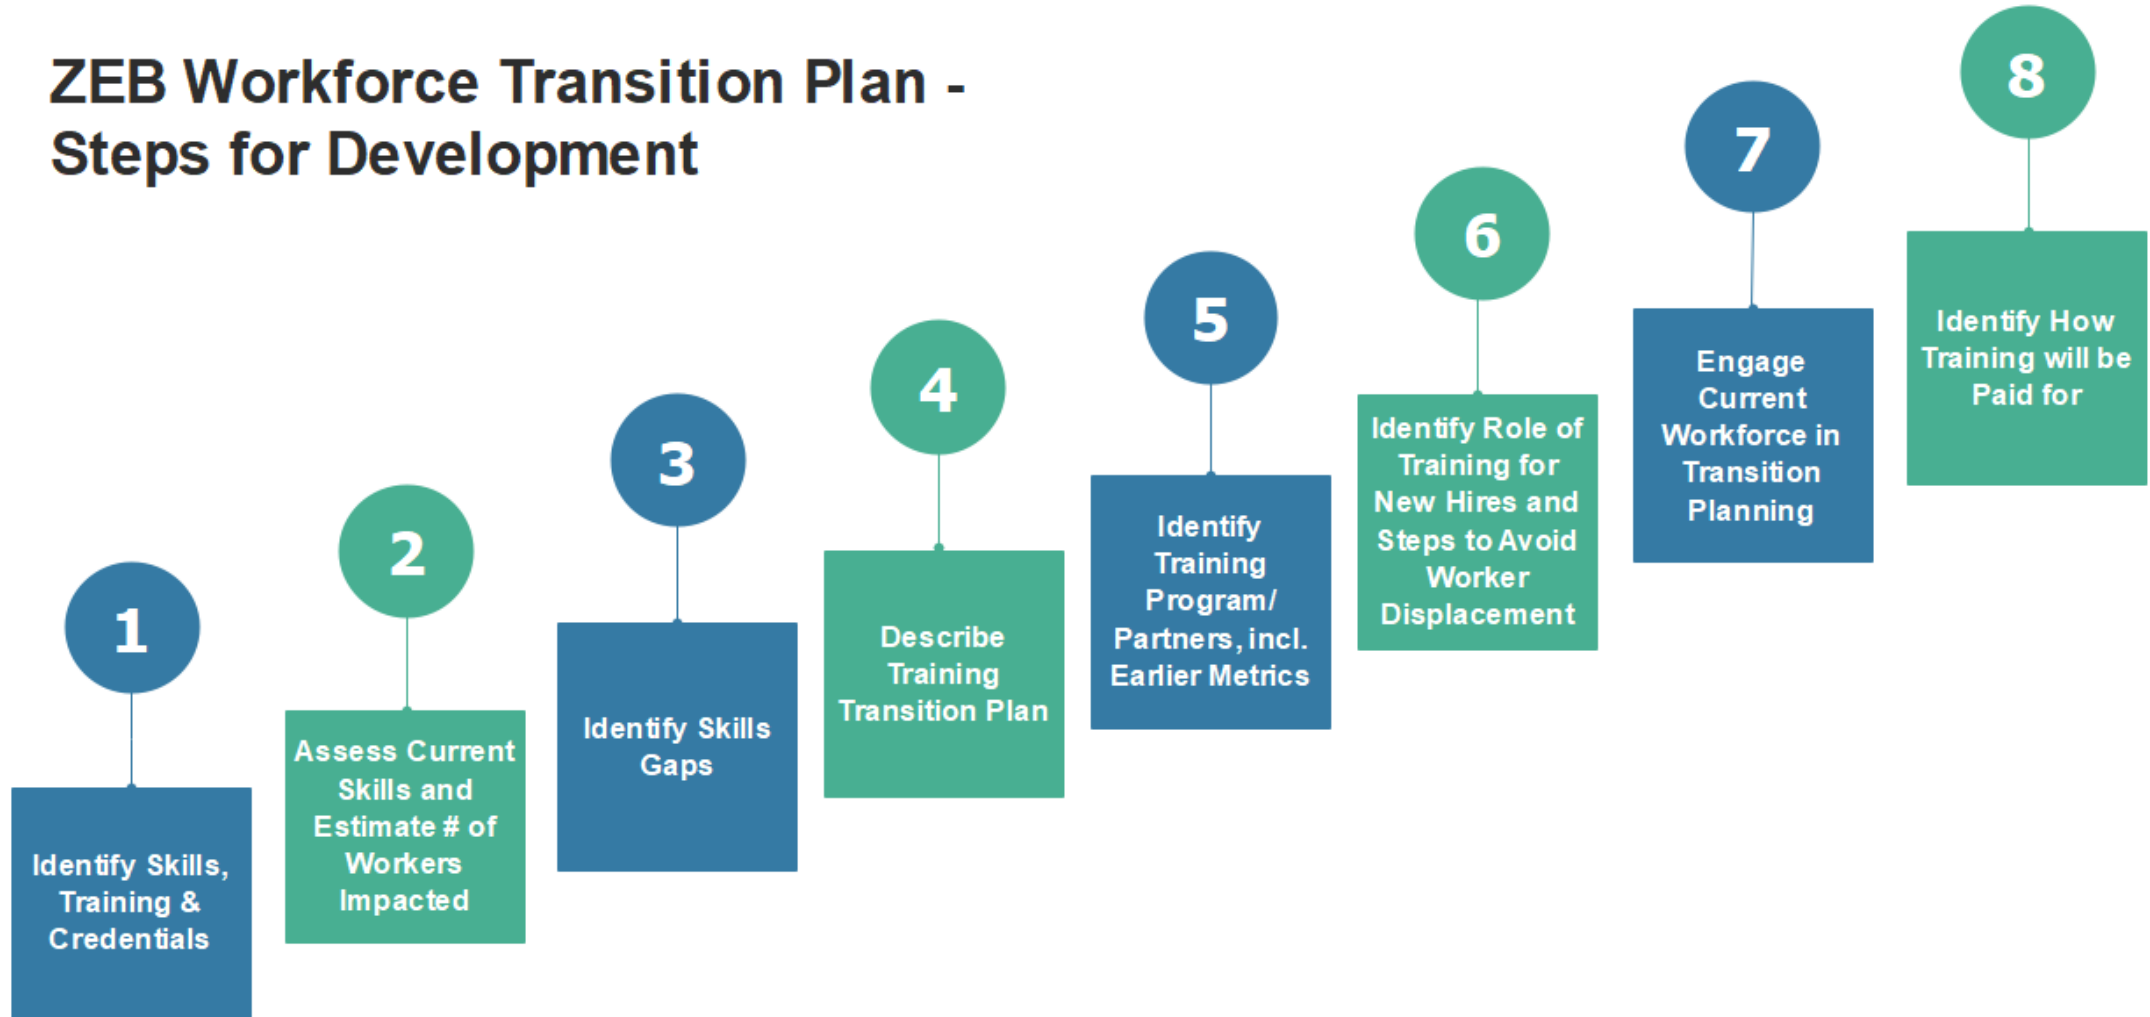 ZEB Workforce Transition Plan -
Steps for Development
1
Identify Skills,
Training &
Credentials
2
Assess Current
Skills and
Estimate # of
Workers
Impacted
3
Identify Skills
Gaps
4
Describe
Training
Transition Plan
5
Identify
Training
Program/
Partners, incl.
Earlier Metrics
6
Identify Role of
Training for
New Hires and
Steps to Avoid
Worker
Displacement
7
Engage
Current
Workforce in
Transition
Planning
8
Identify How
Training will be
Paid for